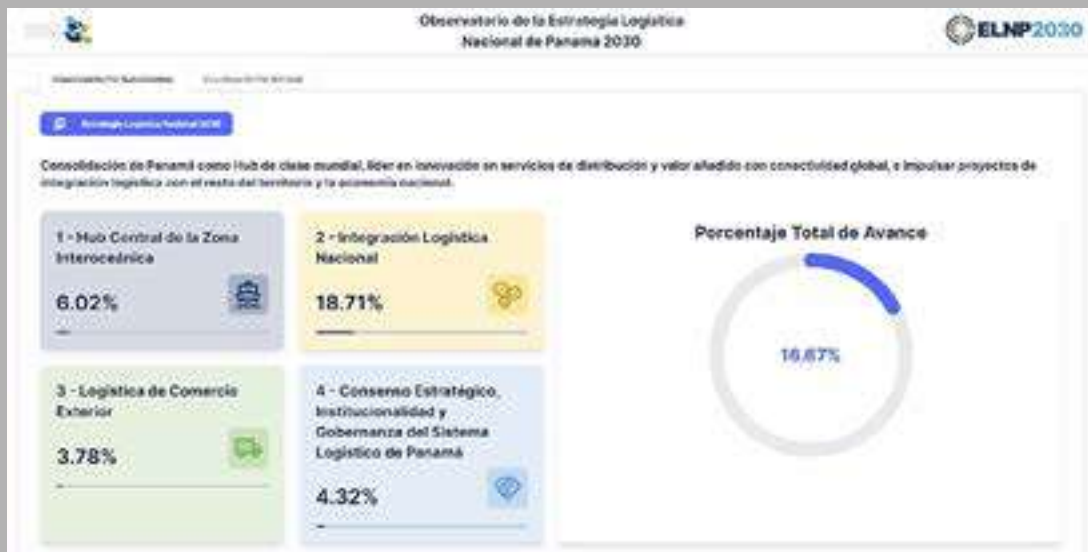 Observatorio de la Estrategia Logística
Nacional de Panamá 2030
ELNP2030
Estrategia Logística Nacional 2030
Consolidación de Panamá como Hub de clase mundial, líder en innovación en servicios de distribución y valor añadido con conectividad global, e impulsar proyectos de
integración logística con el resto del territorio y la economía nacional.
1 - Hub Central de la Zona
Interoceánica
6.02%
2 - Integración Logística
Nacional
18.71%
Porcentaje Total de Avance
16.67%
3 - Logística de Comercio
Exterior
3.78%
4 - Consenso Estratégico,
Institucionalidad y
Gobernanza del Sistema
Logístico de Panamá
4.32%